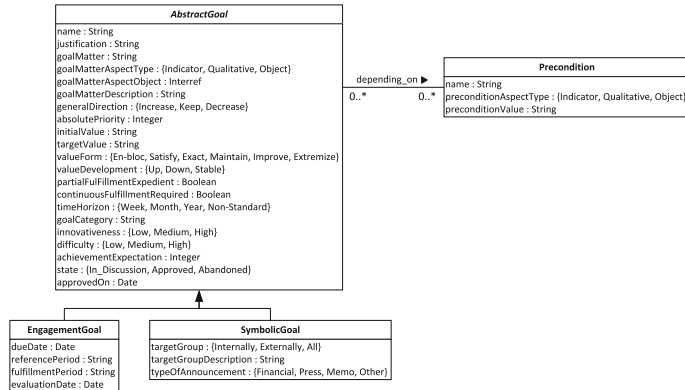 AbstractGoal
name : String
justification : String
goalMatter : String
goalMatterAspectType : {Indicator, Qualitative, Object}
goalMatterAspectObject : Interref
goalMatterDescription : String
generalDirection : {Increase, Keep, Decrease}
absolutePriority : Integer
initialValue : String
targetValue : String
valueForm : {En-bloc, Satisfy, Exact, Maintain, Improve, Extremize}
valueDevelopment : {Up, Down, Stable}
partialFulFillmentExpedient : Boolean
continuousFulfillmentRequired : Boolean
timeHorizon : {Week, Month, Year, Non-Standard}
goalCategory : String
innovativeness : {Low, Medium, High}
difficulty : {Low, Medium, High}
achievementExpectation : Integer
state : {In_Discussion, Approved, Abandoned}
approvedOn : Date
depending_on ▶
0..* 0..*
Precondition
name : String
preconditionAspectType : {Indicator, Qualitative, Object}
preconditionValue : String
EngagementGoal
dueDate : Date
referencePeriod : String
fulfillmentPeriod : String
evaluationDate : Date
SymbolicGoal
targetGroup : {Internally, Externally, All}
targetGroupDescription : String
typeOfAnnouncement : {Financial, Press, Memo, Other}